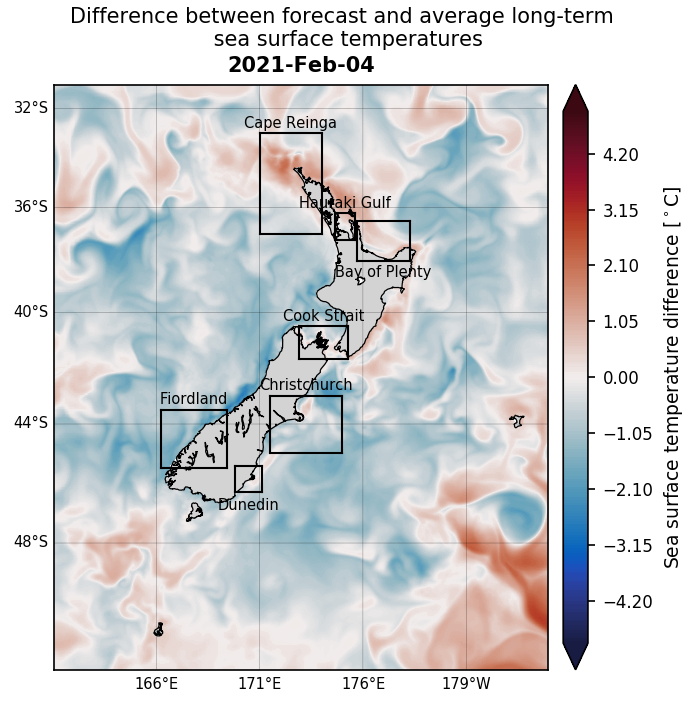 Difference between forecast and average long-term
sea surface temperatures
2021-Feb-04
32°S
36°S
40°S
44°S
48°S
Cape Reinga
Hauraki Gulf
Bay of Plenty
Cook Strait
Christchurch
Fiordland
Dunedin
166°E
171°E
176°E
179°W
4.20
3.15
2.10
1.05
0.00
−1.05
−2.10
−3.15
−4.20
Sea surface temperature difference [°C]